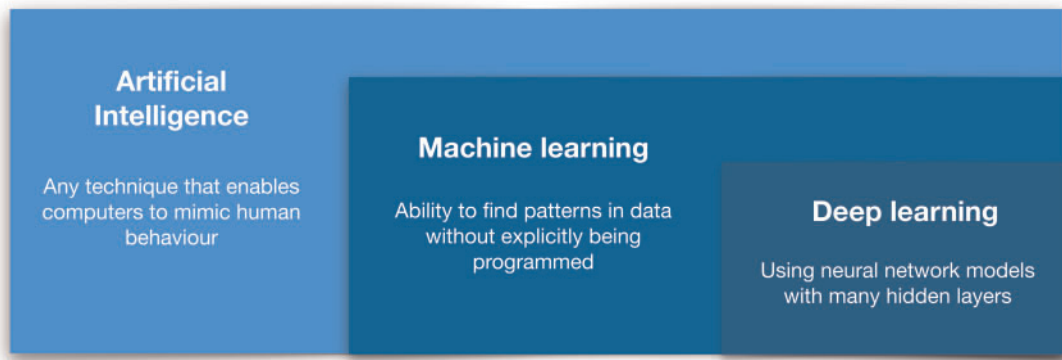 Artificial
Intelligence
Any technique that enables
computers to mimic human
behaviour
Machine learning
Ability to find patterns in data
without explicitly being
programmed
Deep learning
Using neural network models
with many hidden layers